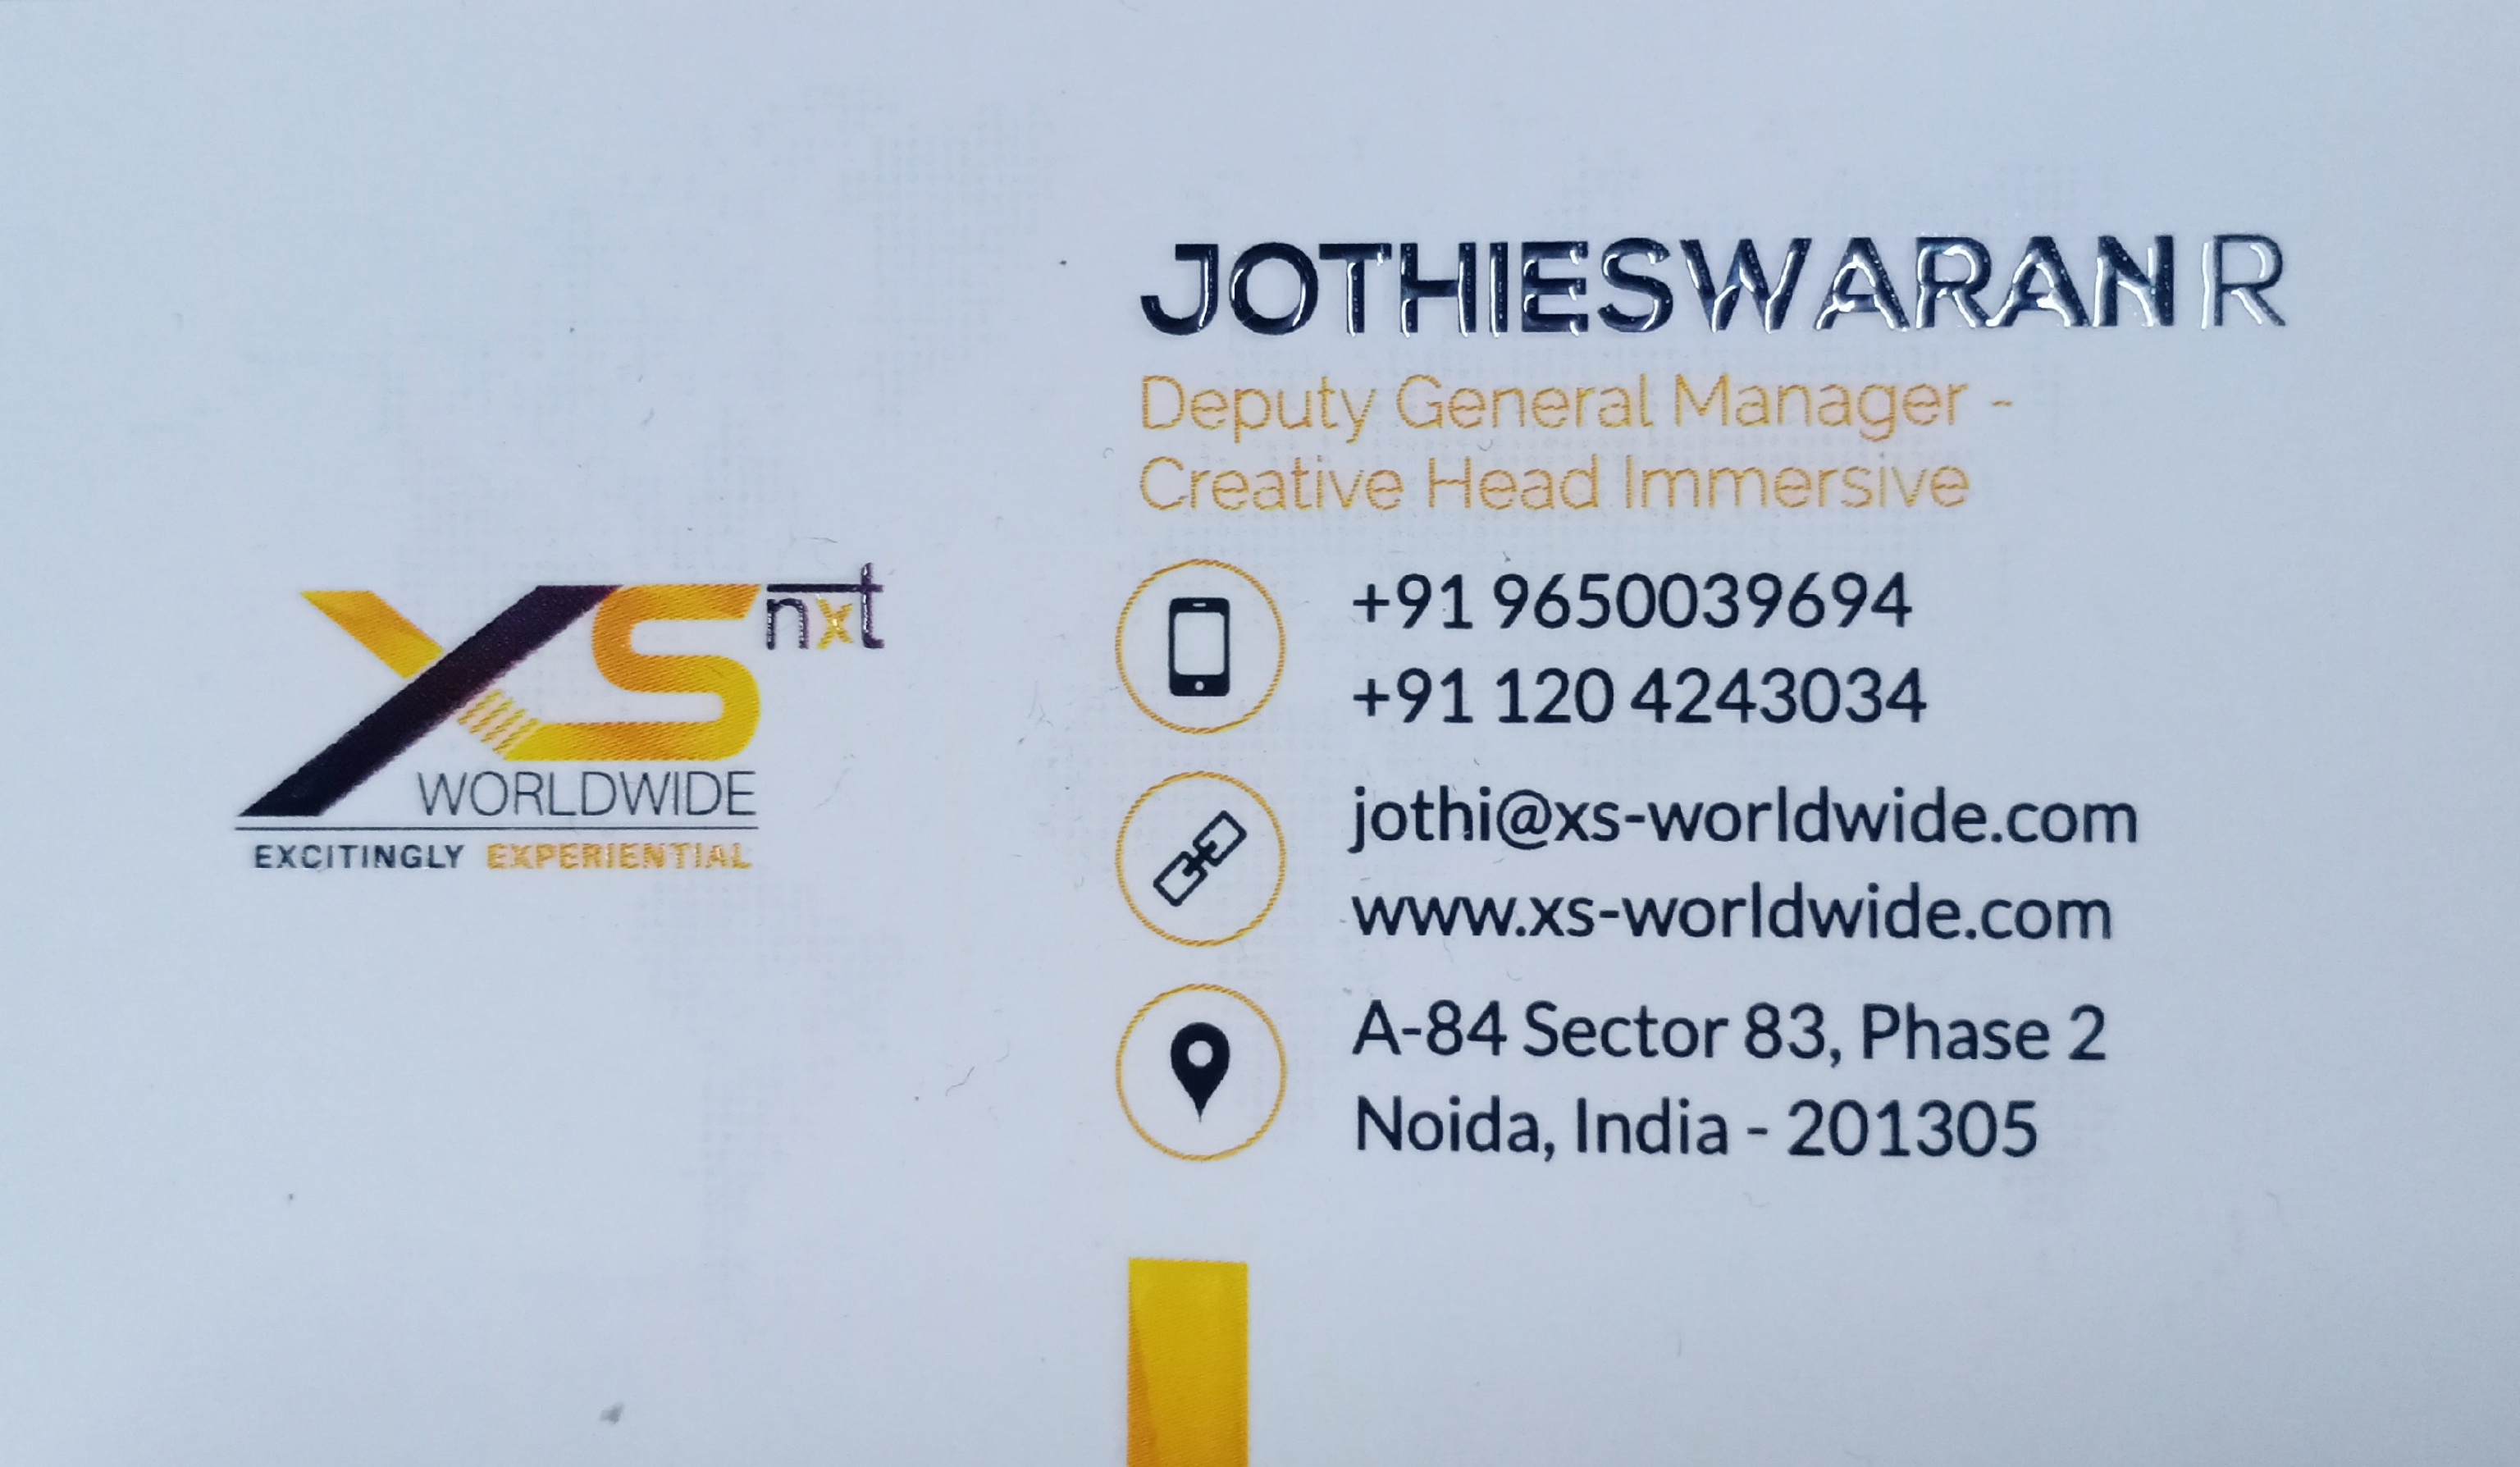 XS nxt
WORLDWIDE
EXCITINGLY EXPERIENTIAL
JOTHIESWARAN R
Deputy General Manager -
Creative Head Immersive
+91 9650039694
+91 120 4243034
jothi@xs-worldwide.com
www.xs-worldwide.com
A-84 Sector 83, Phase 2
Noida, India - 201305